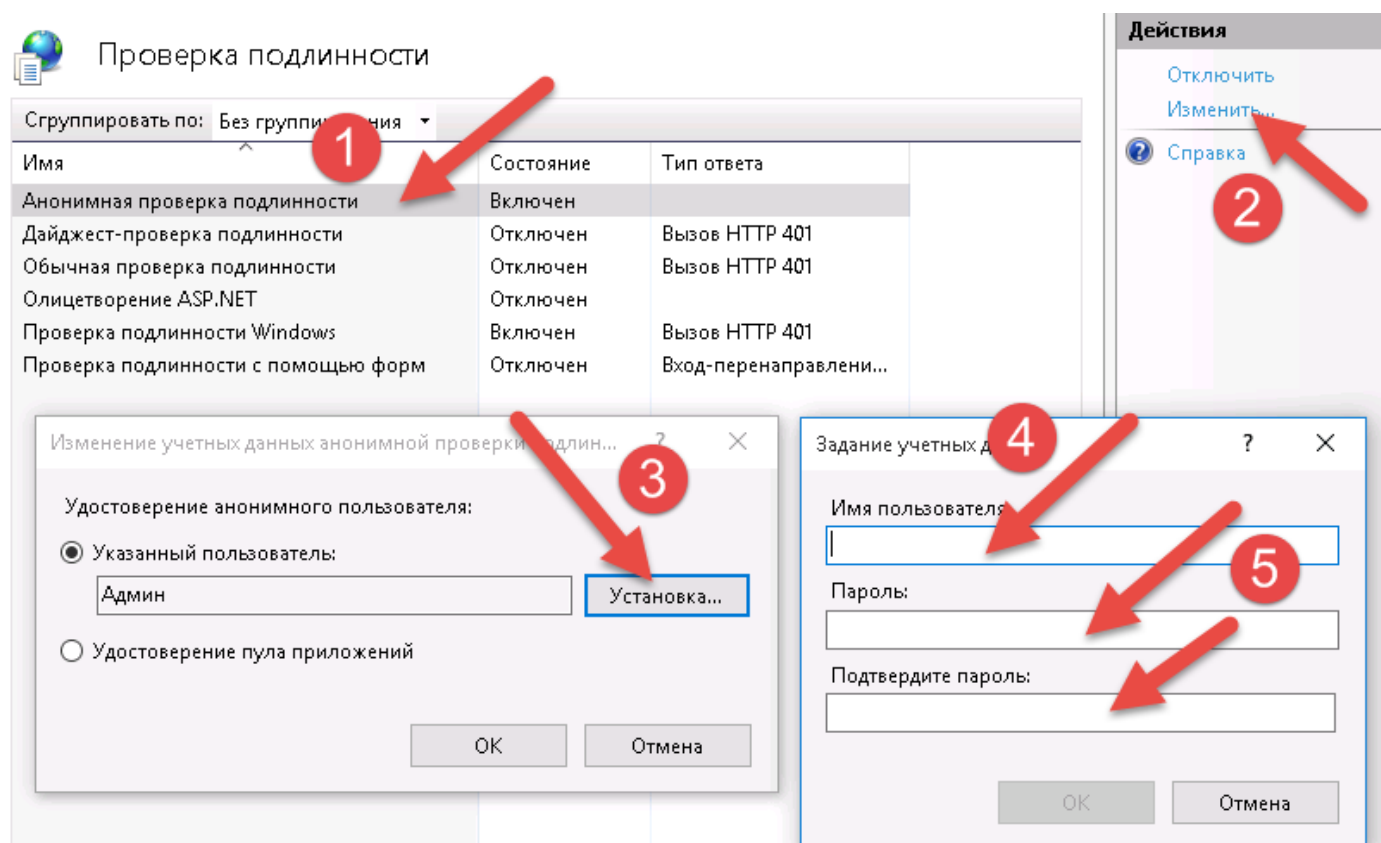 Проверка подлинности
Сгруппировать по: Без
1
Имя Состояние Тип ответа
Анонимная проверка подлинности Включен
Дайджест-проверка подлинности Отключен Вызов HTTP 401
Обычная проверка подлинности Отключен Вызов HTTP 401
Олицетворение ASP.NET Отключен
Проверка подлинности Windows Включен Вызов HTTP 401
Проверка подлинности с помощью форм Отключен Вход-перенаправлени...
Действия
Отключить
Изменить...
Справка
2
Изменение учетных данных анонимной проверки подлин... ?
3
Удостоверение анонимного пользователя:
Указанный пользователь:
Админ Установка...
Удостоверение пула приложений
OK Отмена
Задание учетных ?
4
Имя пользователя
5
Пароль:
Подтвердите пароль:
OK Отмена